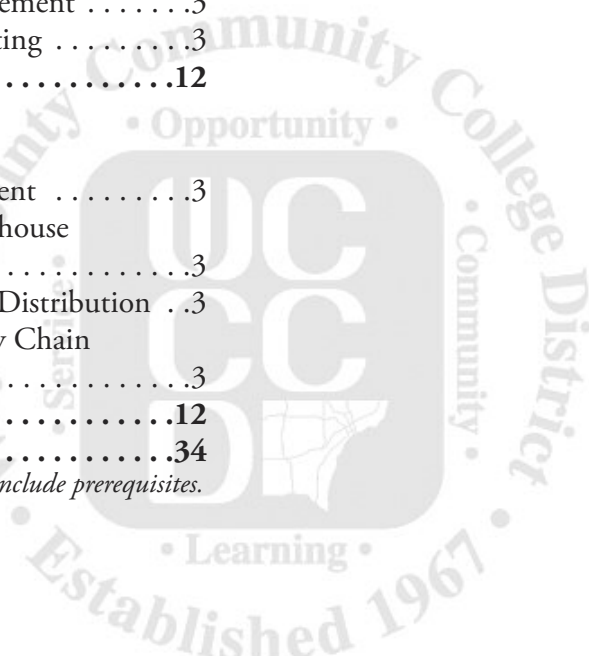 ement . . . . . . .3
ting . . . . . . . . .3
. . . . . . . . . . . .12
ent . . . . . . . . .3
house
. . . . . . . . . . . . .3
Distribution . .3
y Chain
. . . . . . . . . . . . .3
. . . . . . . . . . . .12
. . . . . . . . . . . .34
nclude prerequisites.
nty Community College District
• Opportunity •
Service •
• Community •
UC
CC
D
• Learning •
• Established 1967 •